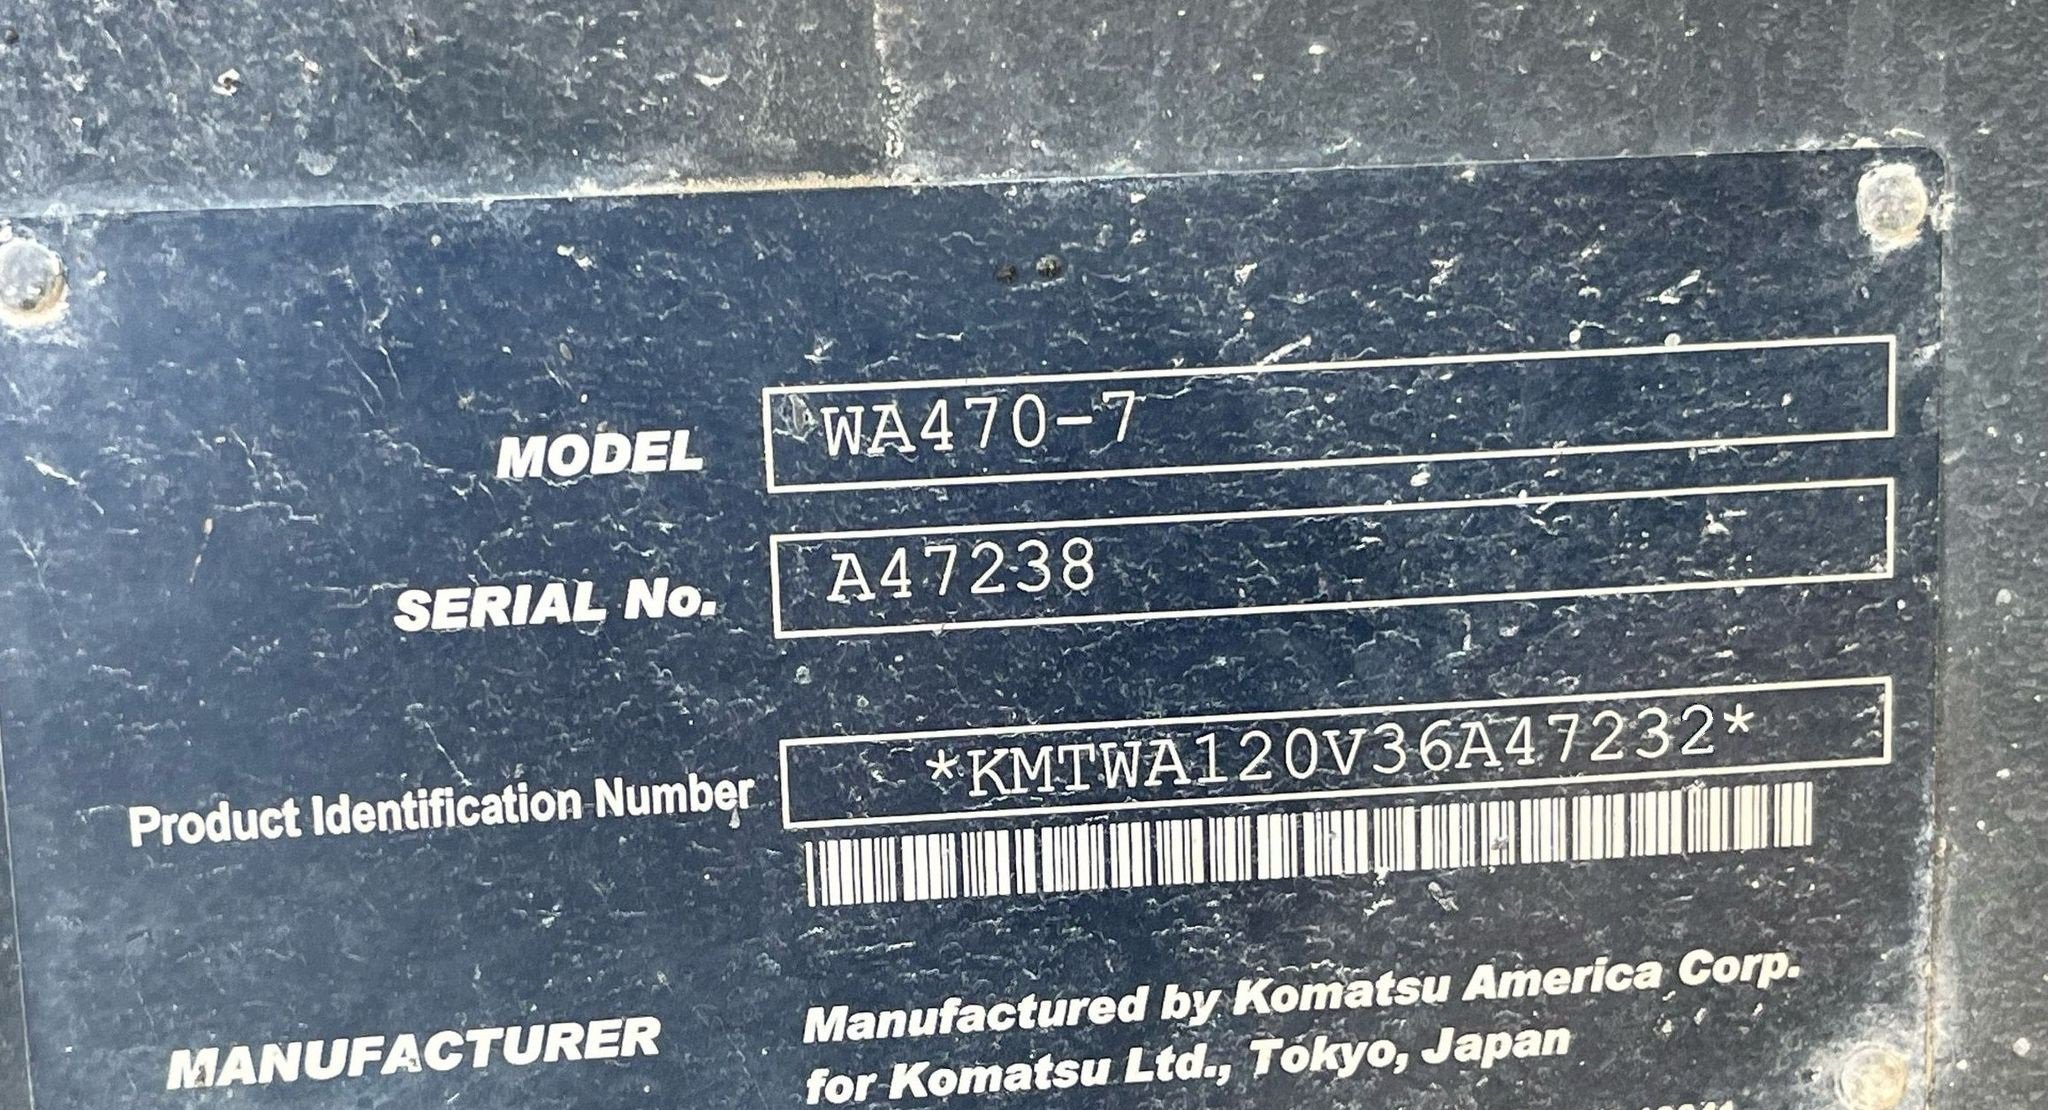 MODEL WA470-7
SERIAL No. A47238
Product Identification Number *KMTWA120V36A47232*
MANUFACTURER Manufactured by Komatsu America Corp.
for Komatsu Ltd., Tokyo, Japan